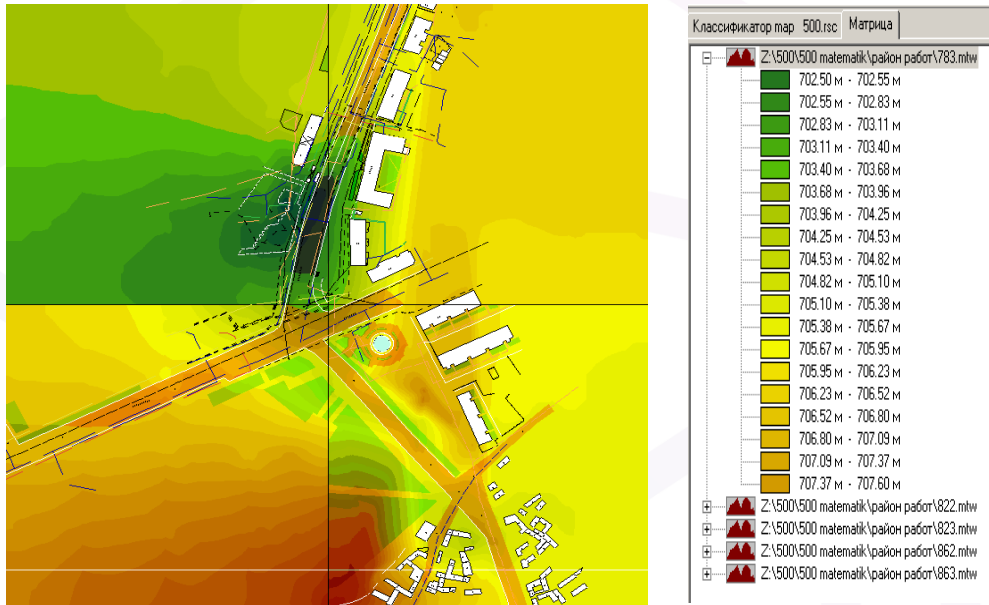 Классификатор map 500.rsc Матрица
Z:\500\500 matematik\район работ\783.mtw
702.50 м - 702.55 м
702.55 м - 702.83 м
702.83 м - 703.11 м
703.11 м - 703.40 м
703.40 м - 703.68 м
703.68 м - 703.96 м
703.96 м - 704.25 м
704.25 м - 704.53 м
704.53 м - 704.82 м
704.82 м - 705.10 м
705.10 м - 705.38 м
705.38 м - 705.67 м
705.67 м - 705.95 м
705.95 м - 706.23 м
706.23 м - 706.52 м
706.52 м - 706.80 м
706.80 м - 707.09 м
707.09 м - 707.37 м
707.37 м - 707.60 м
Z:\500\500 matematik\район работ\822.mtw
Z:\500\500 matematik\район работ\823.mtw
Z:\500\500 matematik\район работ\862.mtw
Z:\500\500 matematik\район работ\863.mtw